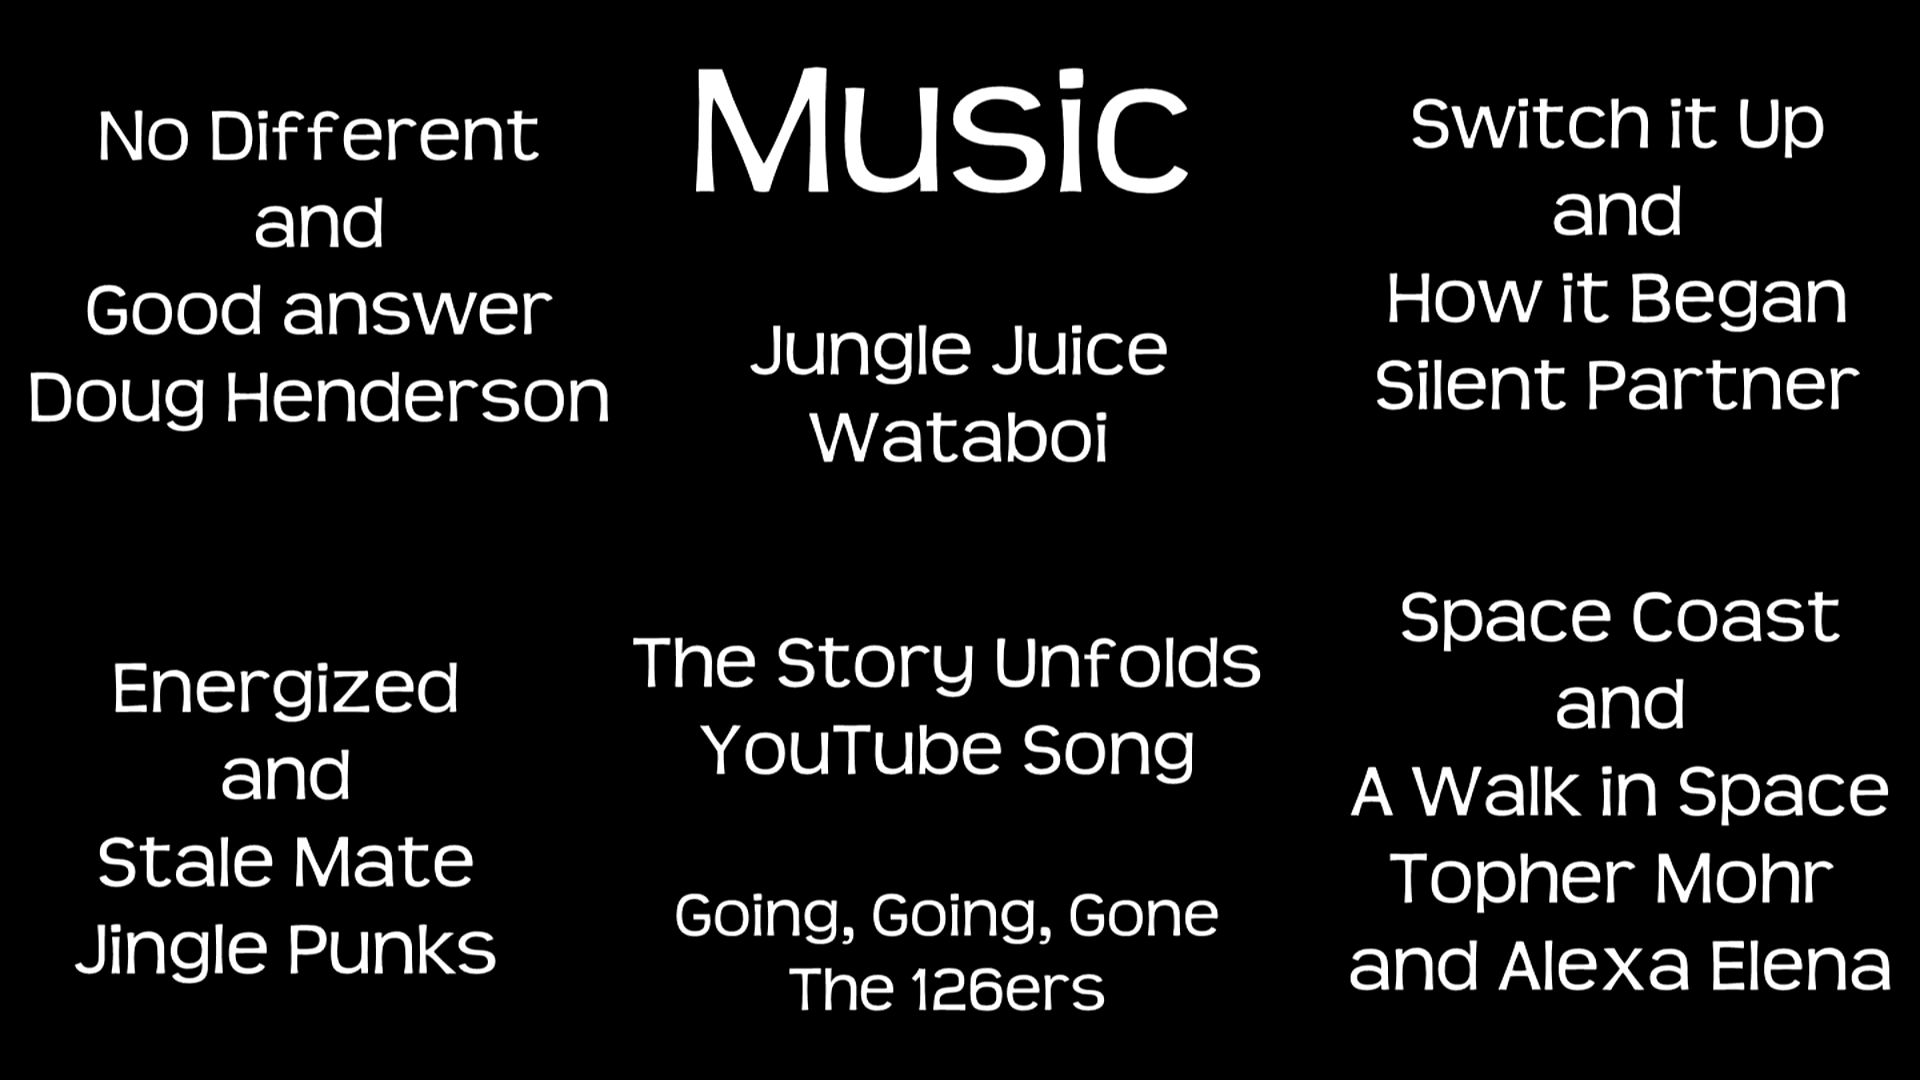 Music
No Different
and
Good answer
Doug Henderson
Jungle Juice
Wataboi
Switch it Up
and
How it Began
Silent Partner
Energized
and
Stale Mate
Jingle Punks
The Story Unfolds
YouTube Song
Going, Going, Gone
The 126ers
Space Coast
and
A Walk in Space
Topher Mohr
and Alexa Elena